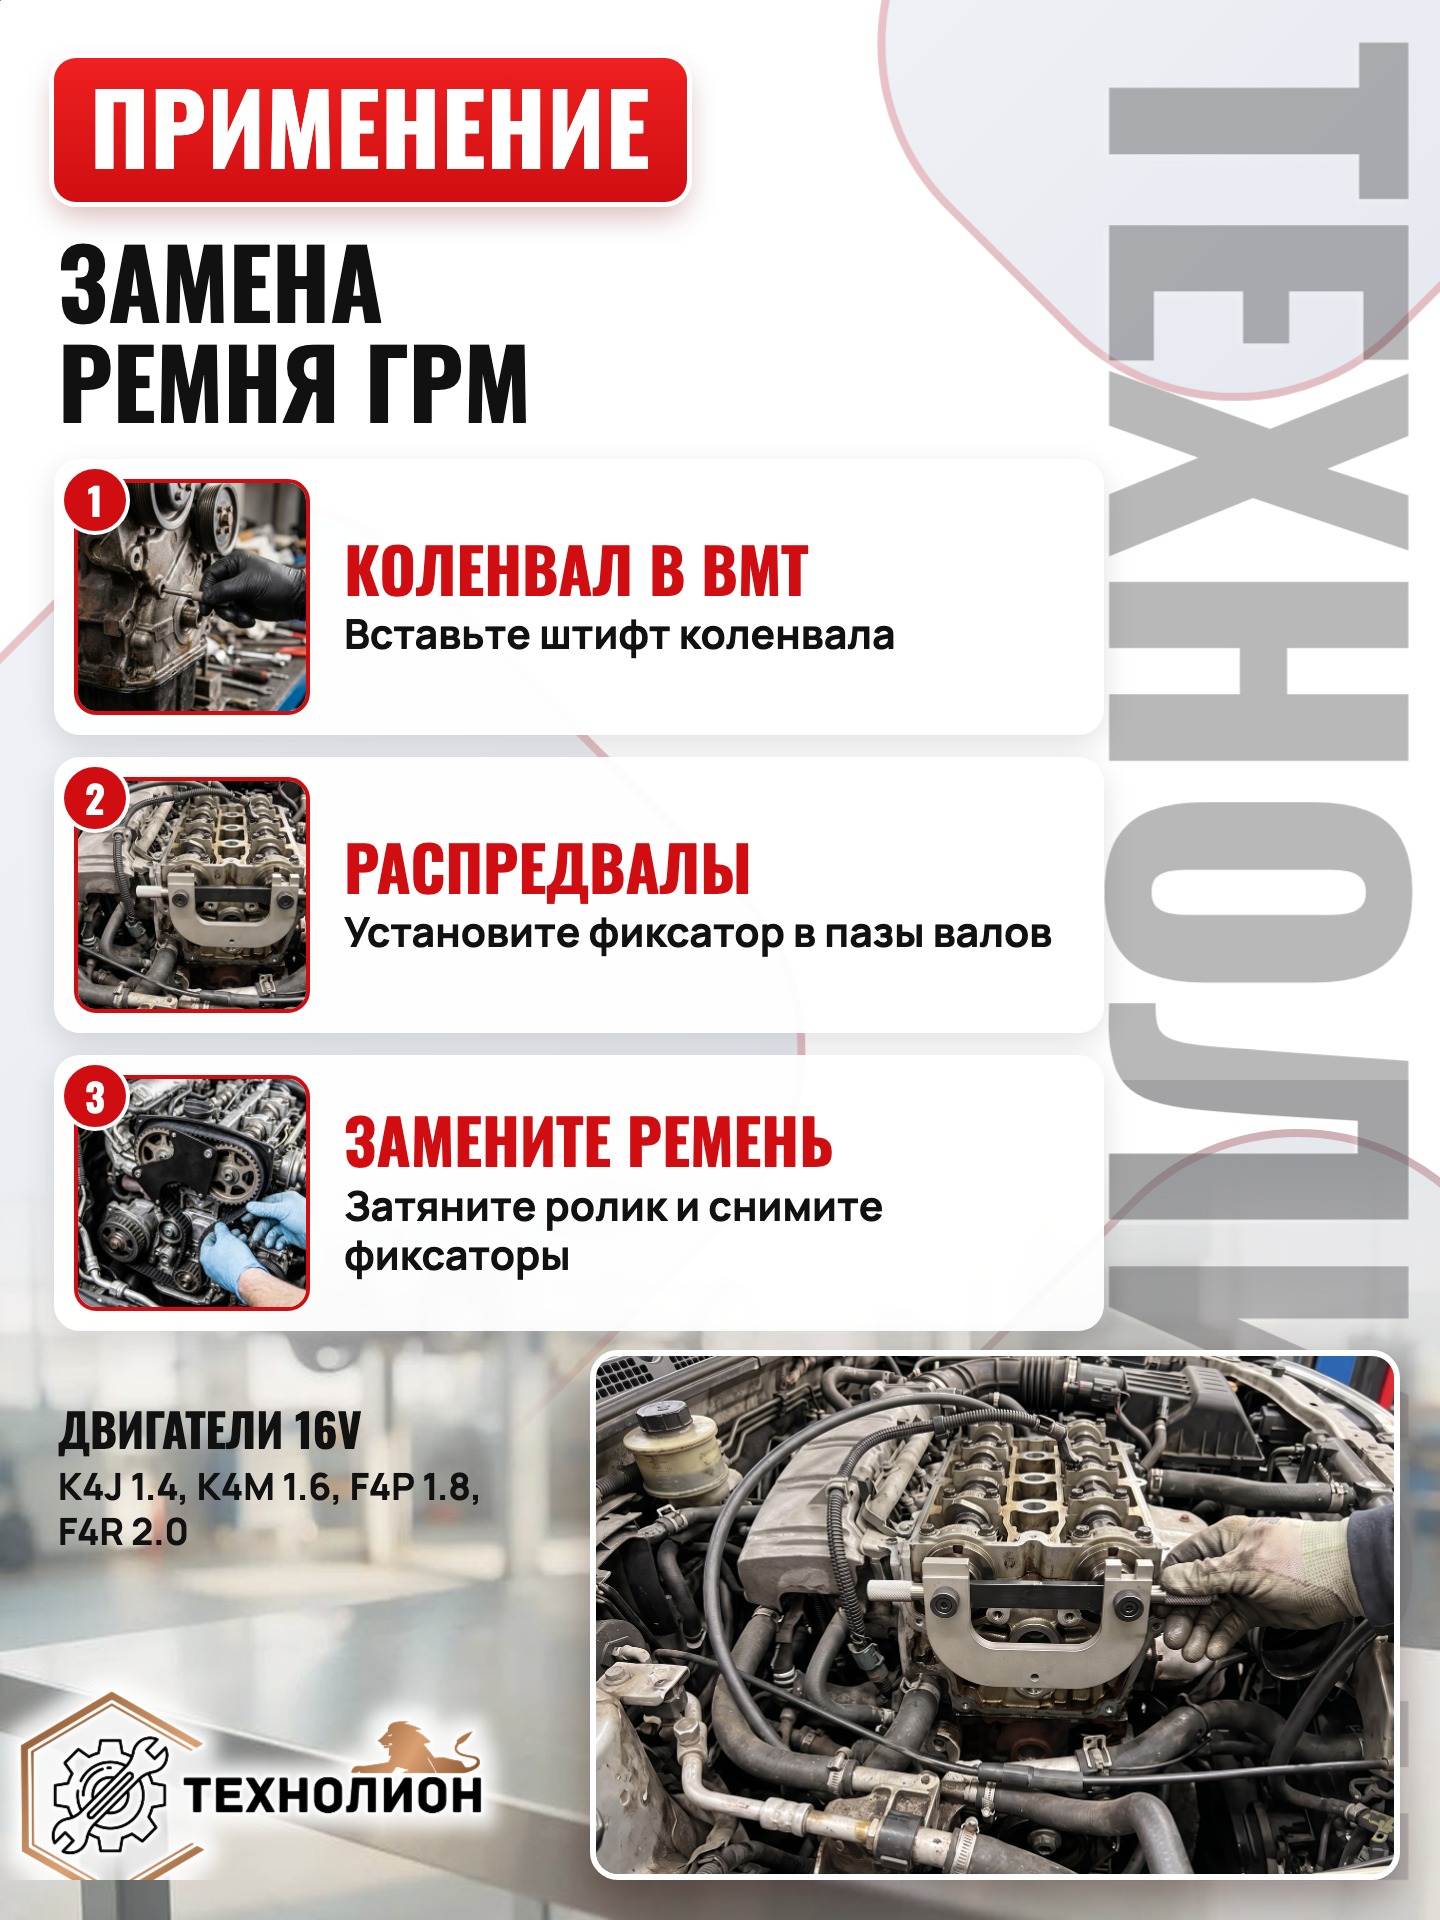 ПРИМЕНЕНИЕ
ЗАМЕНА
РЕМНЯ ГРМ
1
КОЛЕНВАЛ В ВМТ
Вставьте штифт коленвала
2
РАСПРЕДВАЛЫ
Установите фиксатор в пазы валов
3
ЗАМЕНИТЕ РЕМЕНЬ
Затяните ролик и снимите
фиксаторы
ДВИГАТЕЛИ 16V
K4J 1.4, K4M 1.6, F4P 1.8,
F4R 2.0
ТЕХНОЛИОН
ТЕХНОЛИОН